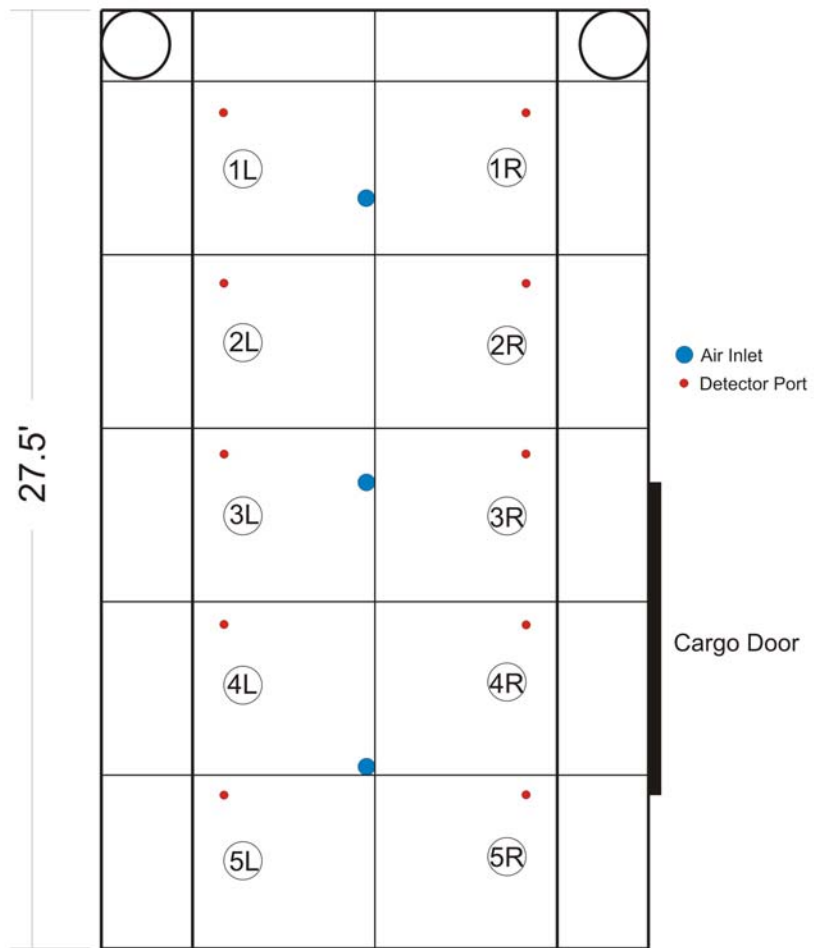 1L
1R
2L
2R
Air Inlet
Detector Port
27.5'
3L
3R
Cargo Door
4L
4R
5L
5R